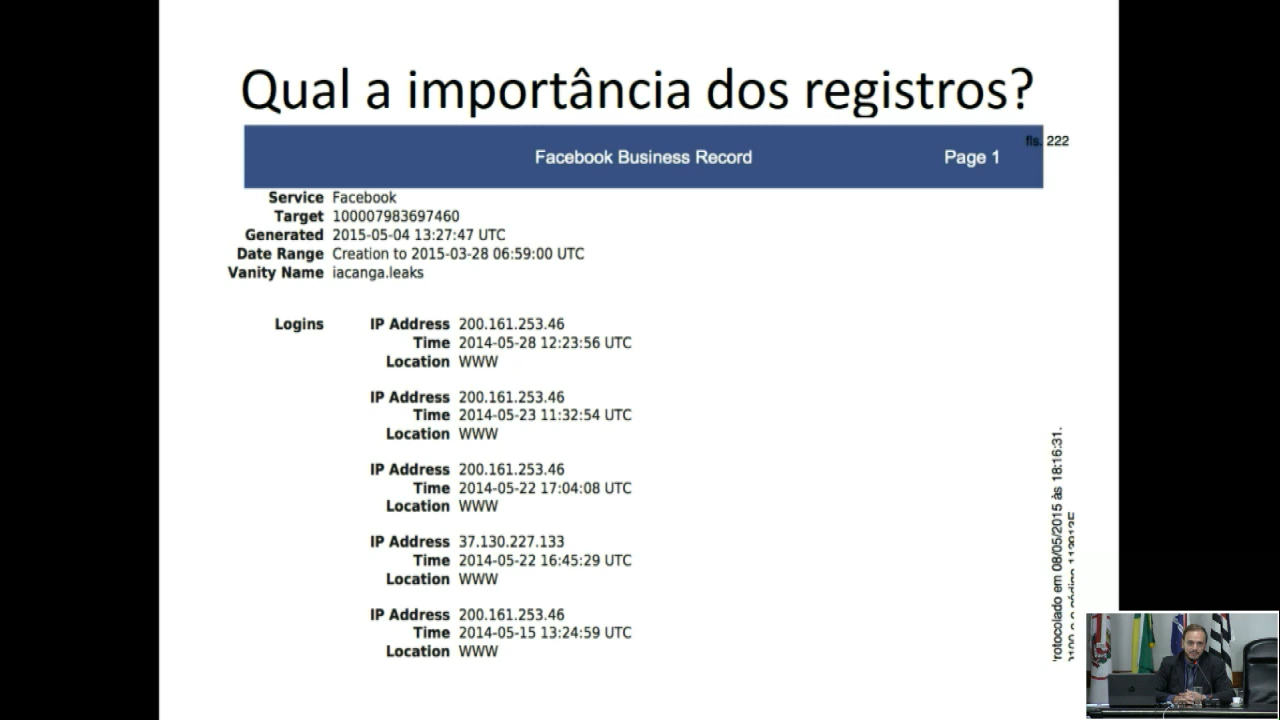 Qual a importância dos registros?
fls. 222
Facebook Business Record Page 1
Service Facebook
Target 100007983697460
Generated 2015-05-04 13:27:47 UTC
Date Range Creation to 2015-03-28 06:59:00 UTC
Vanity Name iacanga.leaks
Logins IP Address 200.161.253.46
Time 2014-05-28 12:23:56 UTC
Location WWW
IP Address 200.161.253.46
Time 2014-05-23 11:32:54 UTC
Location WWW
IP Address 200.161.253.46
Time 2014-05-22 17:04:08 UTC
Location WWW
IP Address 37.130.227.133
Time 2014-05-22 16:45:29 UTC
Location WWW
IP Address 200.161.253.46
Time 2014-05-15 13:24:59 UTC
Location WWW
rotocolado em 08/05/2015 às 18:16:31.